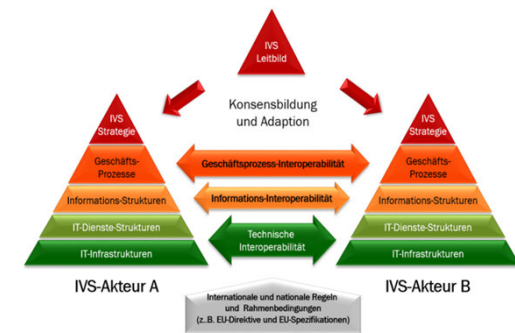 IVS
Leitbild
Konsensbildung
und Adaption
IVS
Strategie
Geschäfts-
Prozesse
Informations-Strukturen
IT-Dienste-Strukturen
IT-Infrastrukturen
IVS-Akteur A
Geschäftsprozess-Interoperabilität
Informations-Interoperabilität
Technische
Interoperabilität
IVS
Strategie
Geschäfts-
Prozesse
Informations-Strukturen
IT-Dienste-Strukturen
IT-Infrastrukturen
IVS-Akteur B
Internationale und nationale Regeln
und Rahmenbedingungen
(z..B. EU-Direktive und EU-Spezifikationen)